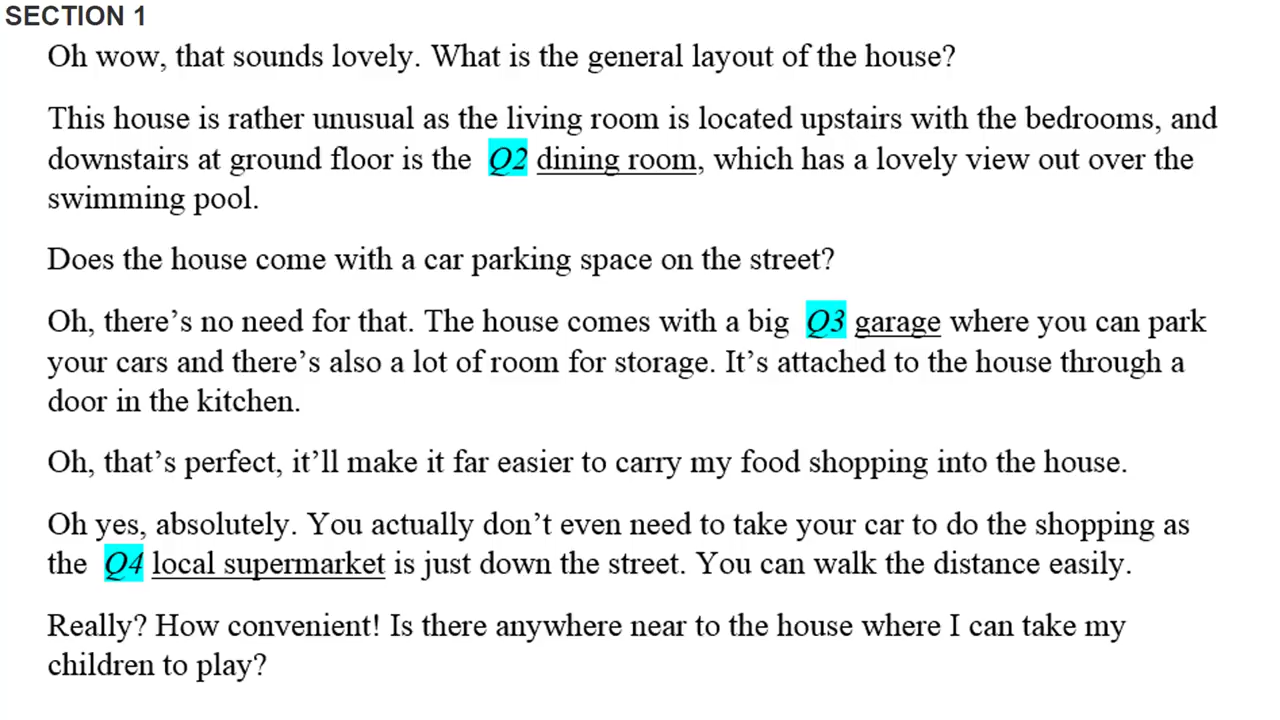 SECTION 1
Oh wow, that sounds lovely. What is the general layout of the house?
This house is rather unusual as the living room is located upstairs with the bedrooms, and
downstairs at ground floor is the Q2 dining room, which has a lovely view out over the
swimming pool.
Does the house come with a car parking space on the street?
Oh, there’s no need for that. The house comes with a big Q3 garage where you can park
your cars and there’s also a lot of room for storage. It’s attached to the house through a
door in the kitchen.
Oh, that’s perfect, it’ll make it far easier to carry my food shopping into the house.
Oh yes, absolutely. You actually don’t even need to take your car to do the shopping as
the Q4 local supermarket is just down the street. You can walk the distance easily.
Really? How convenient! Is there anywhere near to the house where I can take my
children to play?